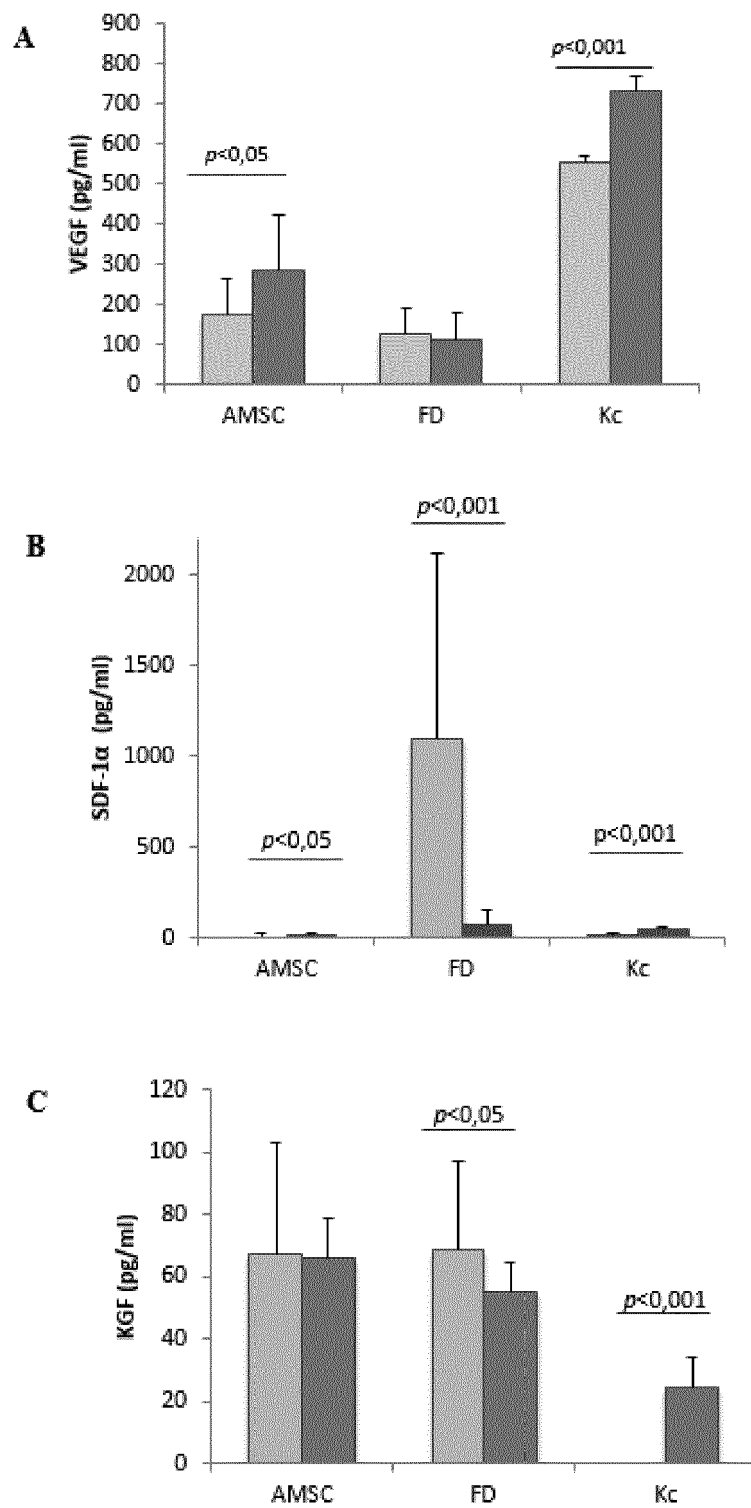 A
VEGF (pg/ml)
900
800
700
600
500
400
300
200
100
0
p<0,05
p<0,001
AMSC FD Kc
B
SDF-1α (pg/ml)
2000
1500
1000
500
0
p<0,05
p<0,001
p<0,001
AMSC FD Kc
C
KGF (pg/ml)
120
100
80
60
40
20
0
p<0,05
p<0,001
AMSC FD Kc